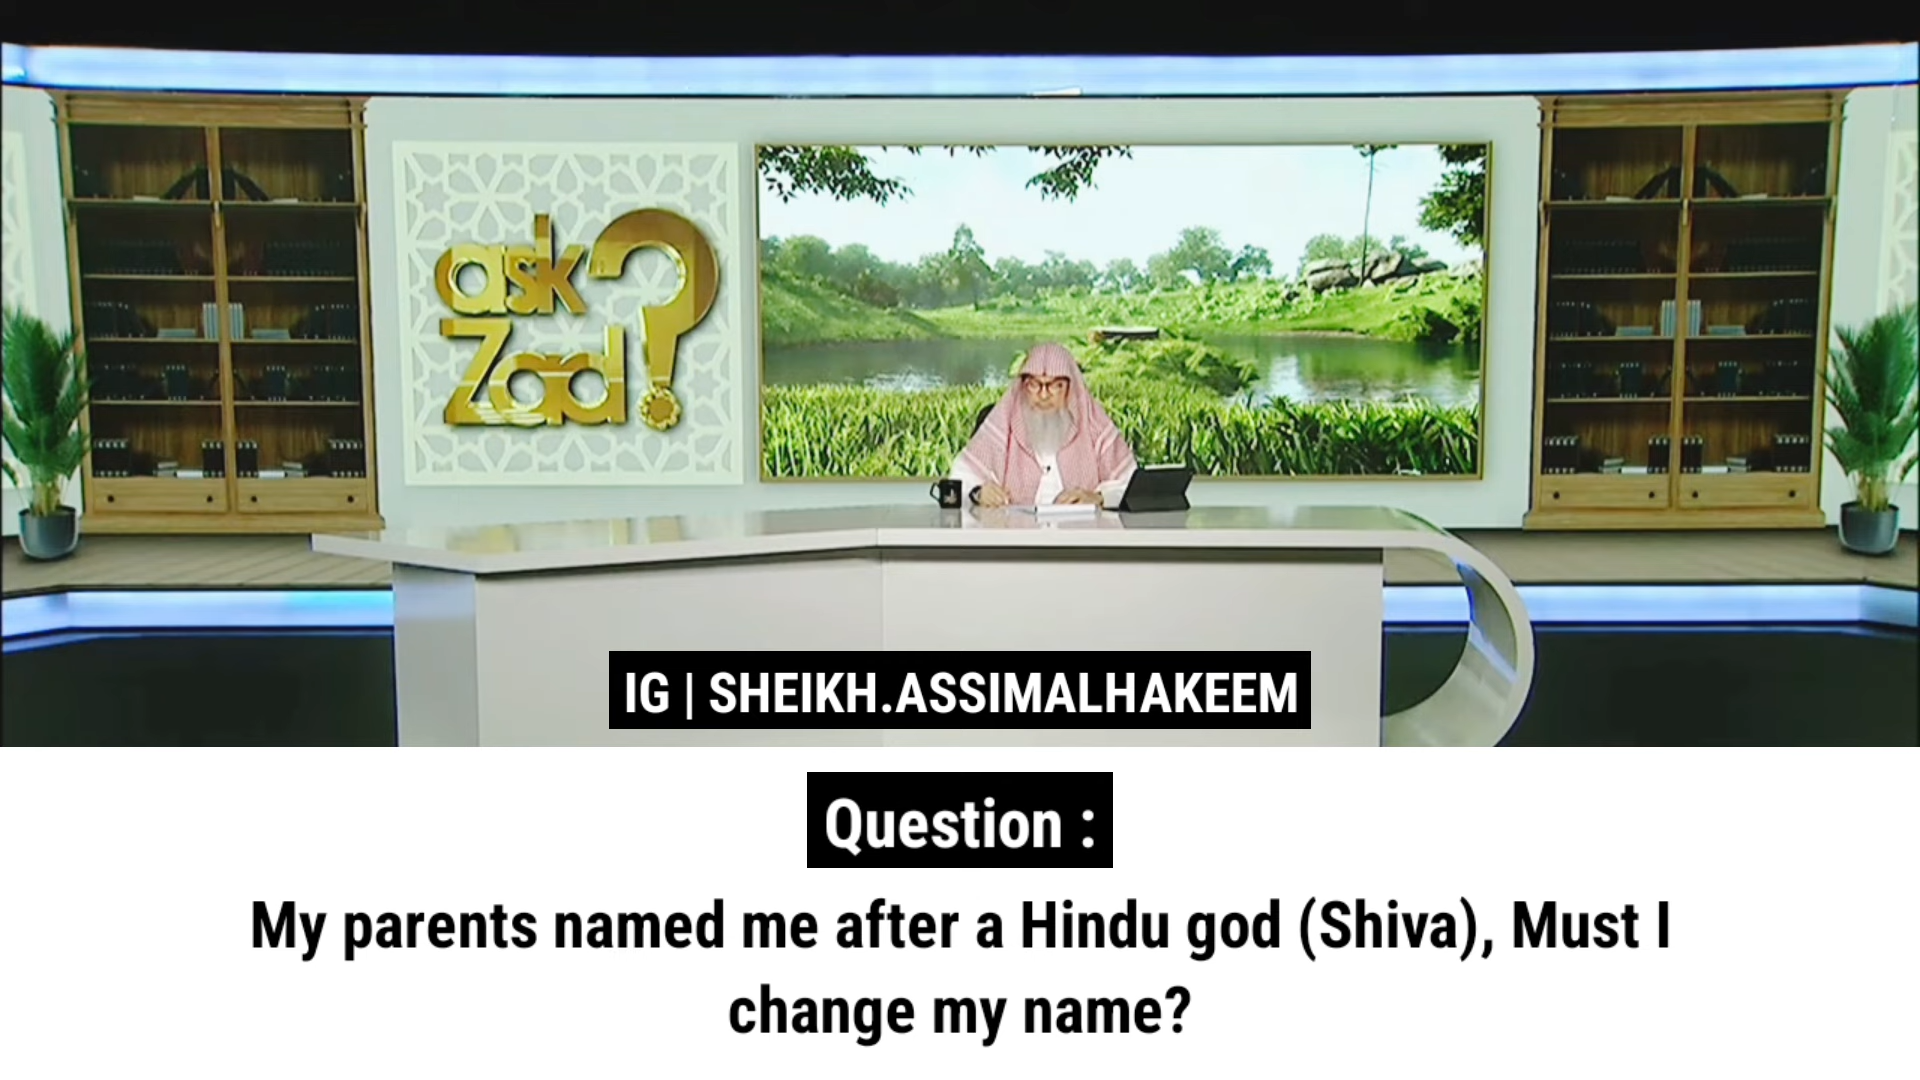 ask
Zad?
IG | SHEIKH.ASSIMALHAKEEM
Question :
My parents named me after a Hindu god (Shiva), Must I
change my name?